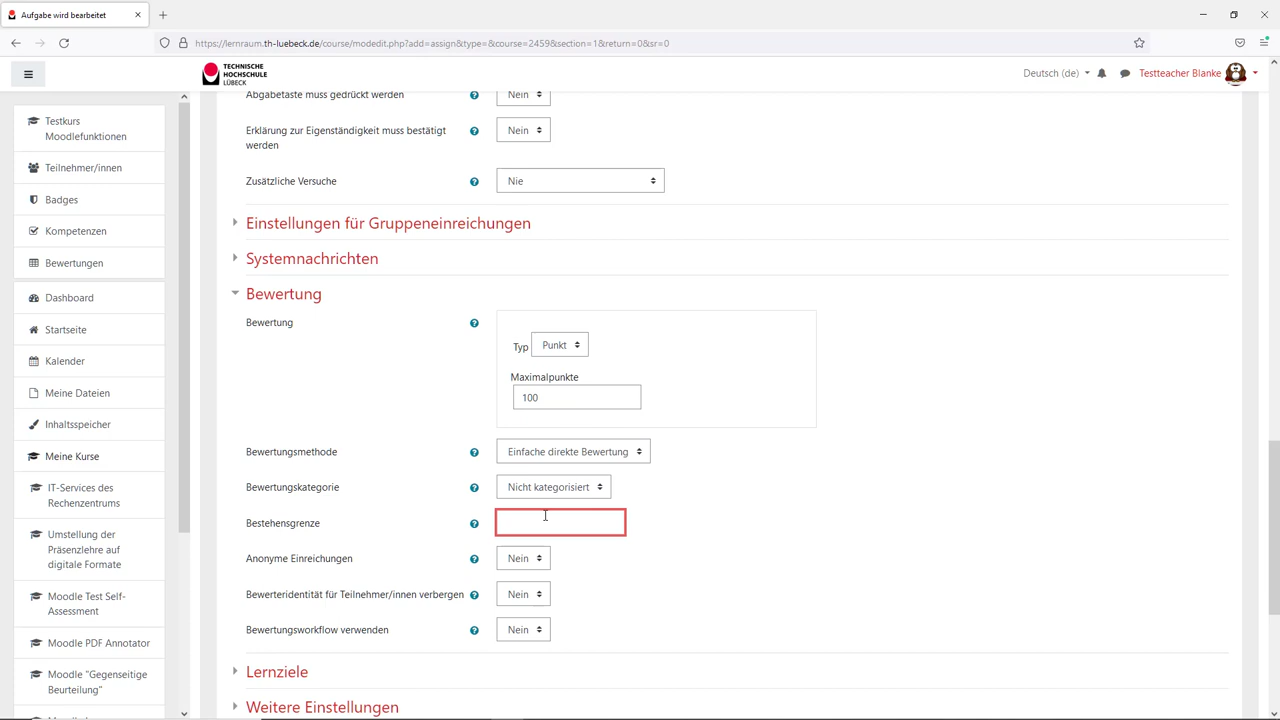 Aufgabe wird bearbeitet
https://lernraum.th-luebeck.de/course/modedit.php?add=assign&type=&course=2439&section=1&return=0&sr=0
TECHNISCHE
HOCHSCHULE
LÜBECK
Deutsch (de)
Testteacher Blanke
Testkurs
Moodlefunktionen
Teilnehmer/innen
Badges
Kompetenzen
Bewertungen
Dashboard
Startseite
Kalender
Meine Dateien
Inhaltsspeicher
Meine Kurse
IT-Services des
Rechenzentrums
Umstellung der
Präsenzlehre auf
digitale Formate
Moodle Test Self-
Assessment
Moodle PDF Annotator
Moodle "Gegenseitige
Beurteilung"
Abgabetaste muss gedrückt werden
Nein
Erklärung zur Eigenständigkeit muss bestätigt
werden
Nein
Zusätzliche Versuche
Nie
Einstellungen für Gruppeneinreichungen
Systemnachrichten
Bewertung
Bewertung
Typ Punkt
Maximalpunkte
100
Bewertungsmethode
Einfache direkte Bewertung
Bewertungskategorie
Nicht kategorisiert
Bestehensgrenze
Anonyme Einreichungen
Nein
Bewerteridentität für Teilnehmer/innen verbergen
Nein
Bewertungsworkflow verwenden
Nein
Lernziele
Weitere Einstellungen